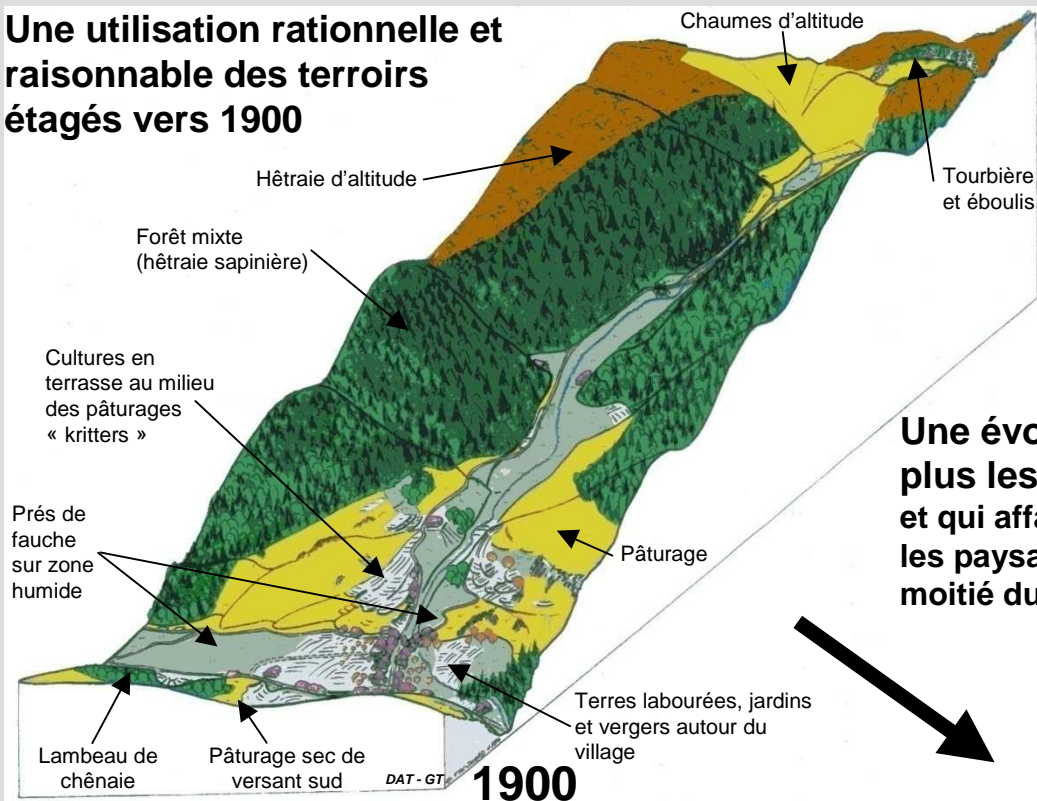 Une utilisation rationnelle et
raisonnable des terroirs
étagés vers 1900
Chaumes d'altitude
Hêtraie d'altitude
Tourbière
et éboulis
Forêt mixte
(hêtraie sapinière)
Cultures en
terrasse au milieu
des pâturages
« kritters »
Une évo
plus les
et qui affa
les paysa
moitié du
Prés de
fauche
sur zone
humide
Pâturage
Terres labourées, jardins
et vergers autour du
village
Lambeau de
chênaie
Pâturage sec de
versant sud
DAT - GT
1900